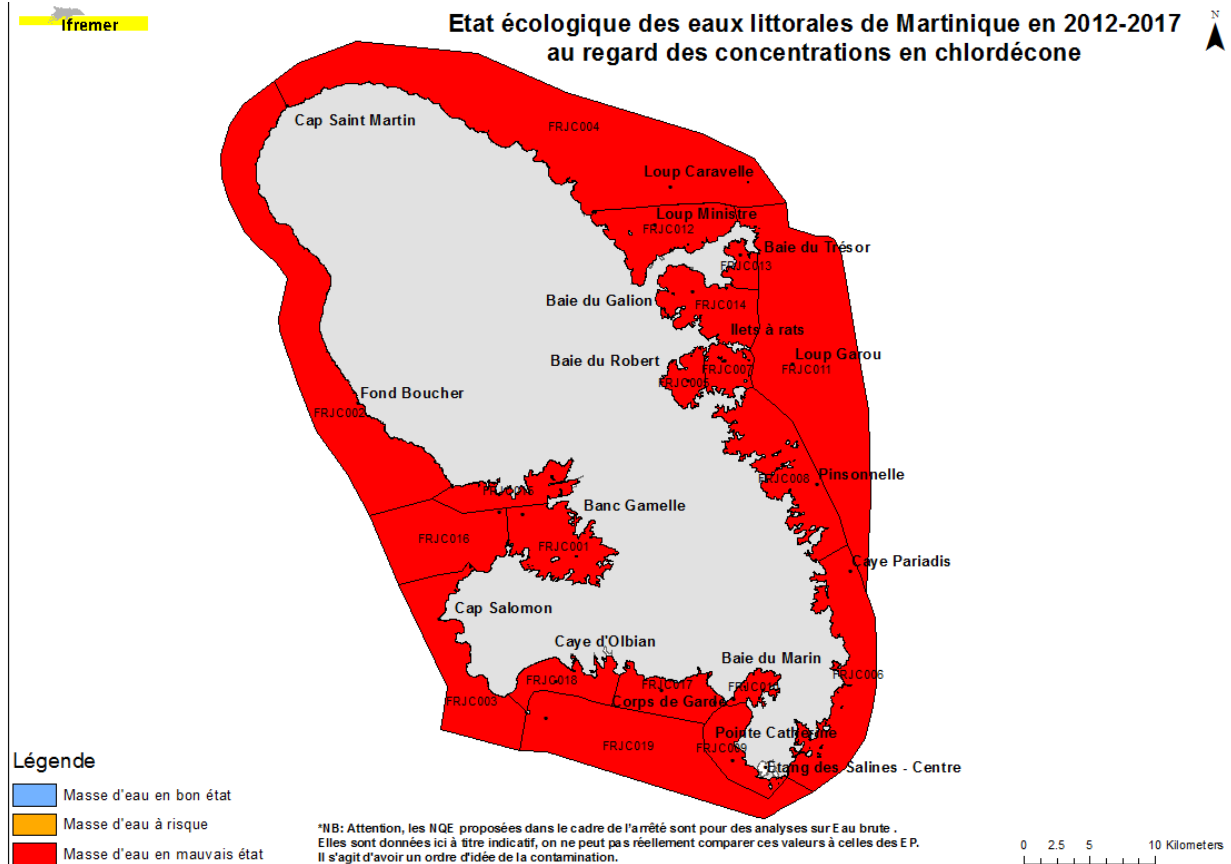 Ifremer
Etat écologique des eaux littorales de Martinique en 2012-2017
au regard des concentrations en chlordécone
N
Cap Saint Martin
FRJC004
Loup Caravelle
Loup Ministre
FRJC012
Baie du Trésor
FRJC013
Baie du Galion
FRJC014
Ilets à rats
Baie du Robert
FRJC007
Loup Garou
FRJC011
FRJC005
Fond Boucher
FRJC002
Pinsonnelle
FRJC008
FRJC015
Banc Gamelle
FRJC016
FRJC001
Caye Pariadis
Cap Salomon
Caye d'Olbian
Baie du Marin
FRJC006
FRJC018
FRJC017
FRJC010
FRJC003
Corps de Garde
Pointe Catherine
FRJC019
FRJC009
Etang des Salines - Centre
Légende
Masse d'eau en bon état
Masse d'eau à risque
Masse d'eau en mauvais état
*NB: Attention, les NQE proposées dans le cadre de l'arrêté sont pour des analyses sur Eau brute .
Elles sont données ici à titre indicatif, on ne peut pas réellement comparer ces valeurs à celles des EP.
Il s'agit d'avoir un ordre d'idée de la contamination.
0 2.5 5 10 Kilometers